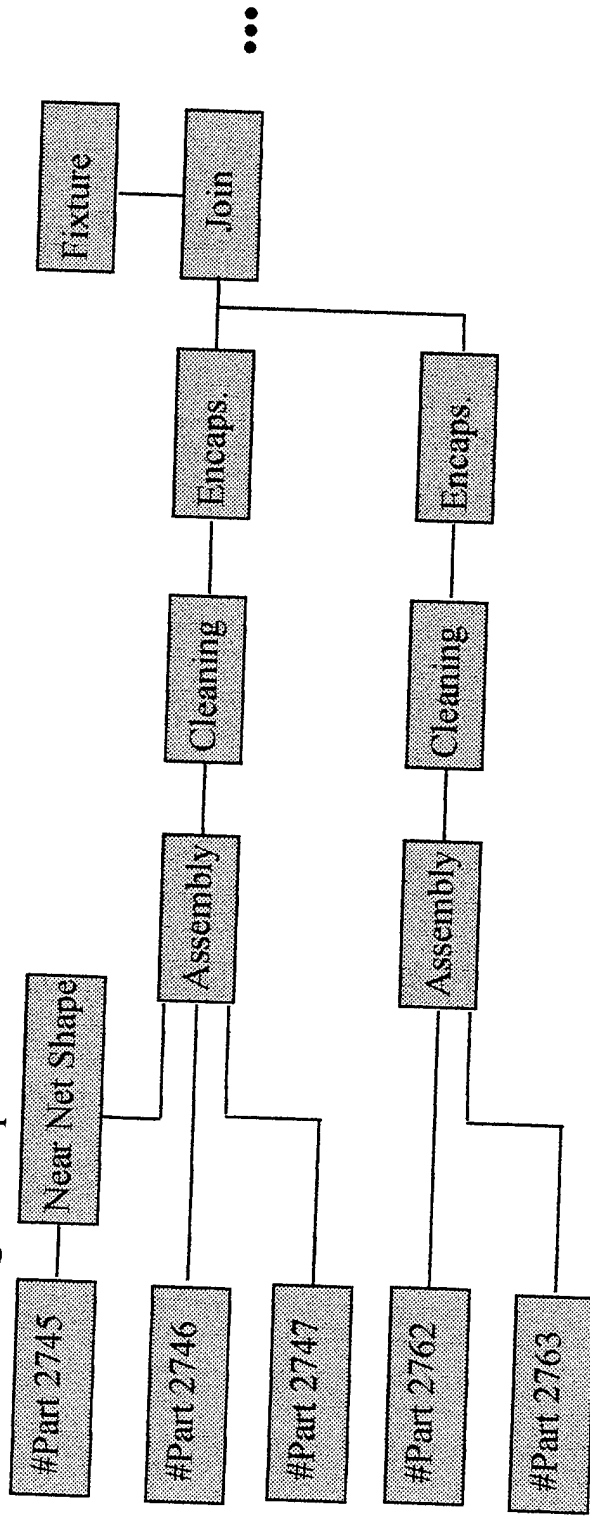 #Part 2745
Near Net Shape
#Part 2746
#Part 2747
Assembly
Cleaning
Encaps.
Fixture
Join
...
#Part 2762
#Part 2763
Assembly
Cleaning
Encaps.